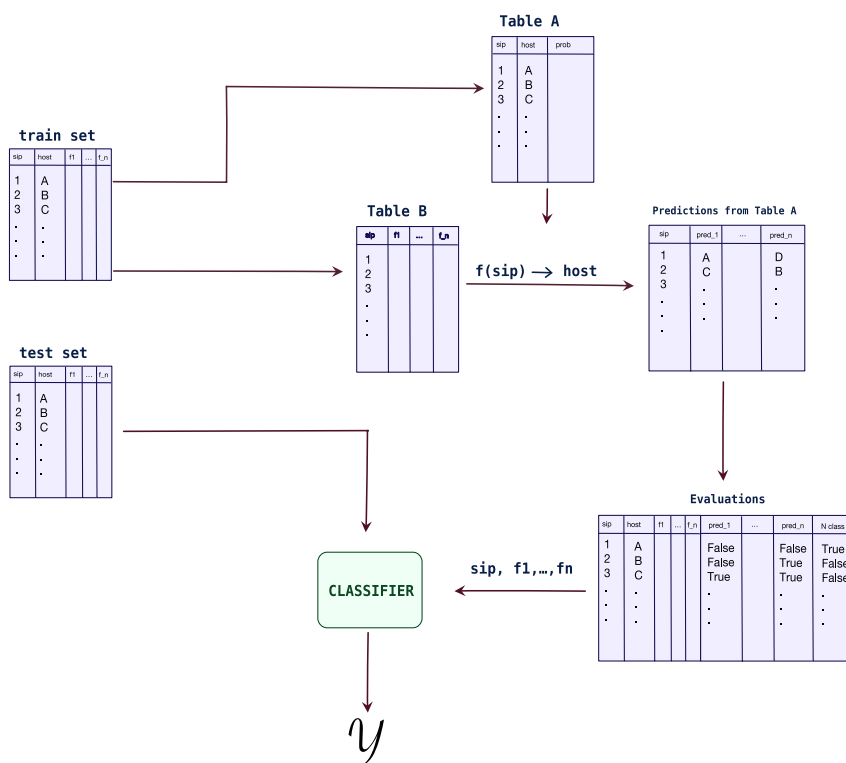 Table A
sip host prob
1 A
2 B
3 C
. .
. .
. .
train set
sip host f1 ... f_n
1 A
2 B
3 C
. .
. .
. .
Table B
sip f1 ... f_n
1
2
3
.
.
.
f(sip) → host
Predictions from Table A
sip pred_1 ... pred_n
1 A D
2 C B
3 . .
. . .
. . .
.
test set
sip host f1 ... f_n
1 A
2 B
3 C
. .
. .
. .
Evaluations
sip host f1 ... f_n pred_1 ... pred_n N class
1 A False False True
2 B False True False
3 C True True False
. . . . .
. . . . .
. . . . .
sip, f1,…,fn
CLASSIFIER
𝒴